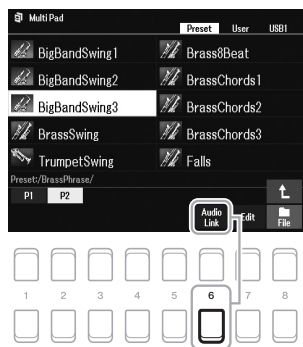 Multi Pad
Preset User USB1
BigBandSwing1 Brass8Beat
BigBandSwing2 BrassChords1
BigBandSwing3 BrassChords2
BrassSwing BrassChords3
TrumpetSwing Falls
Preset:/BrassPhrase/
P1 P2
Audio Link Edit File
1 2 3 4 5 6 7 8